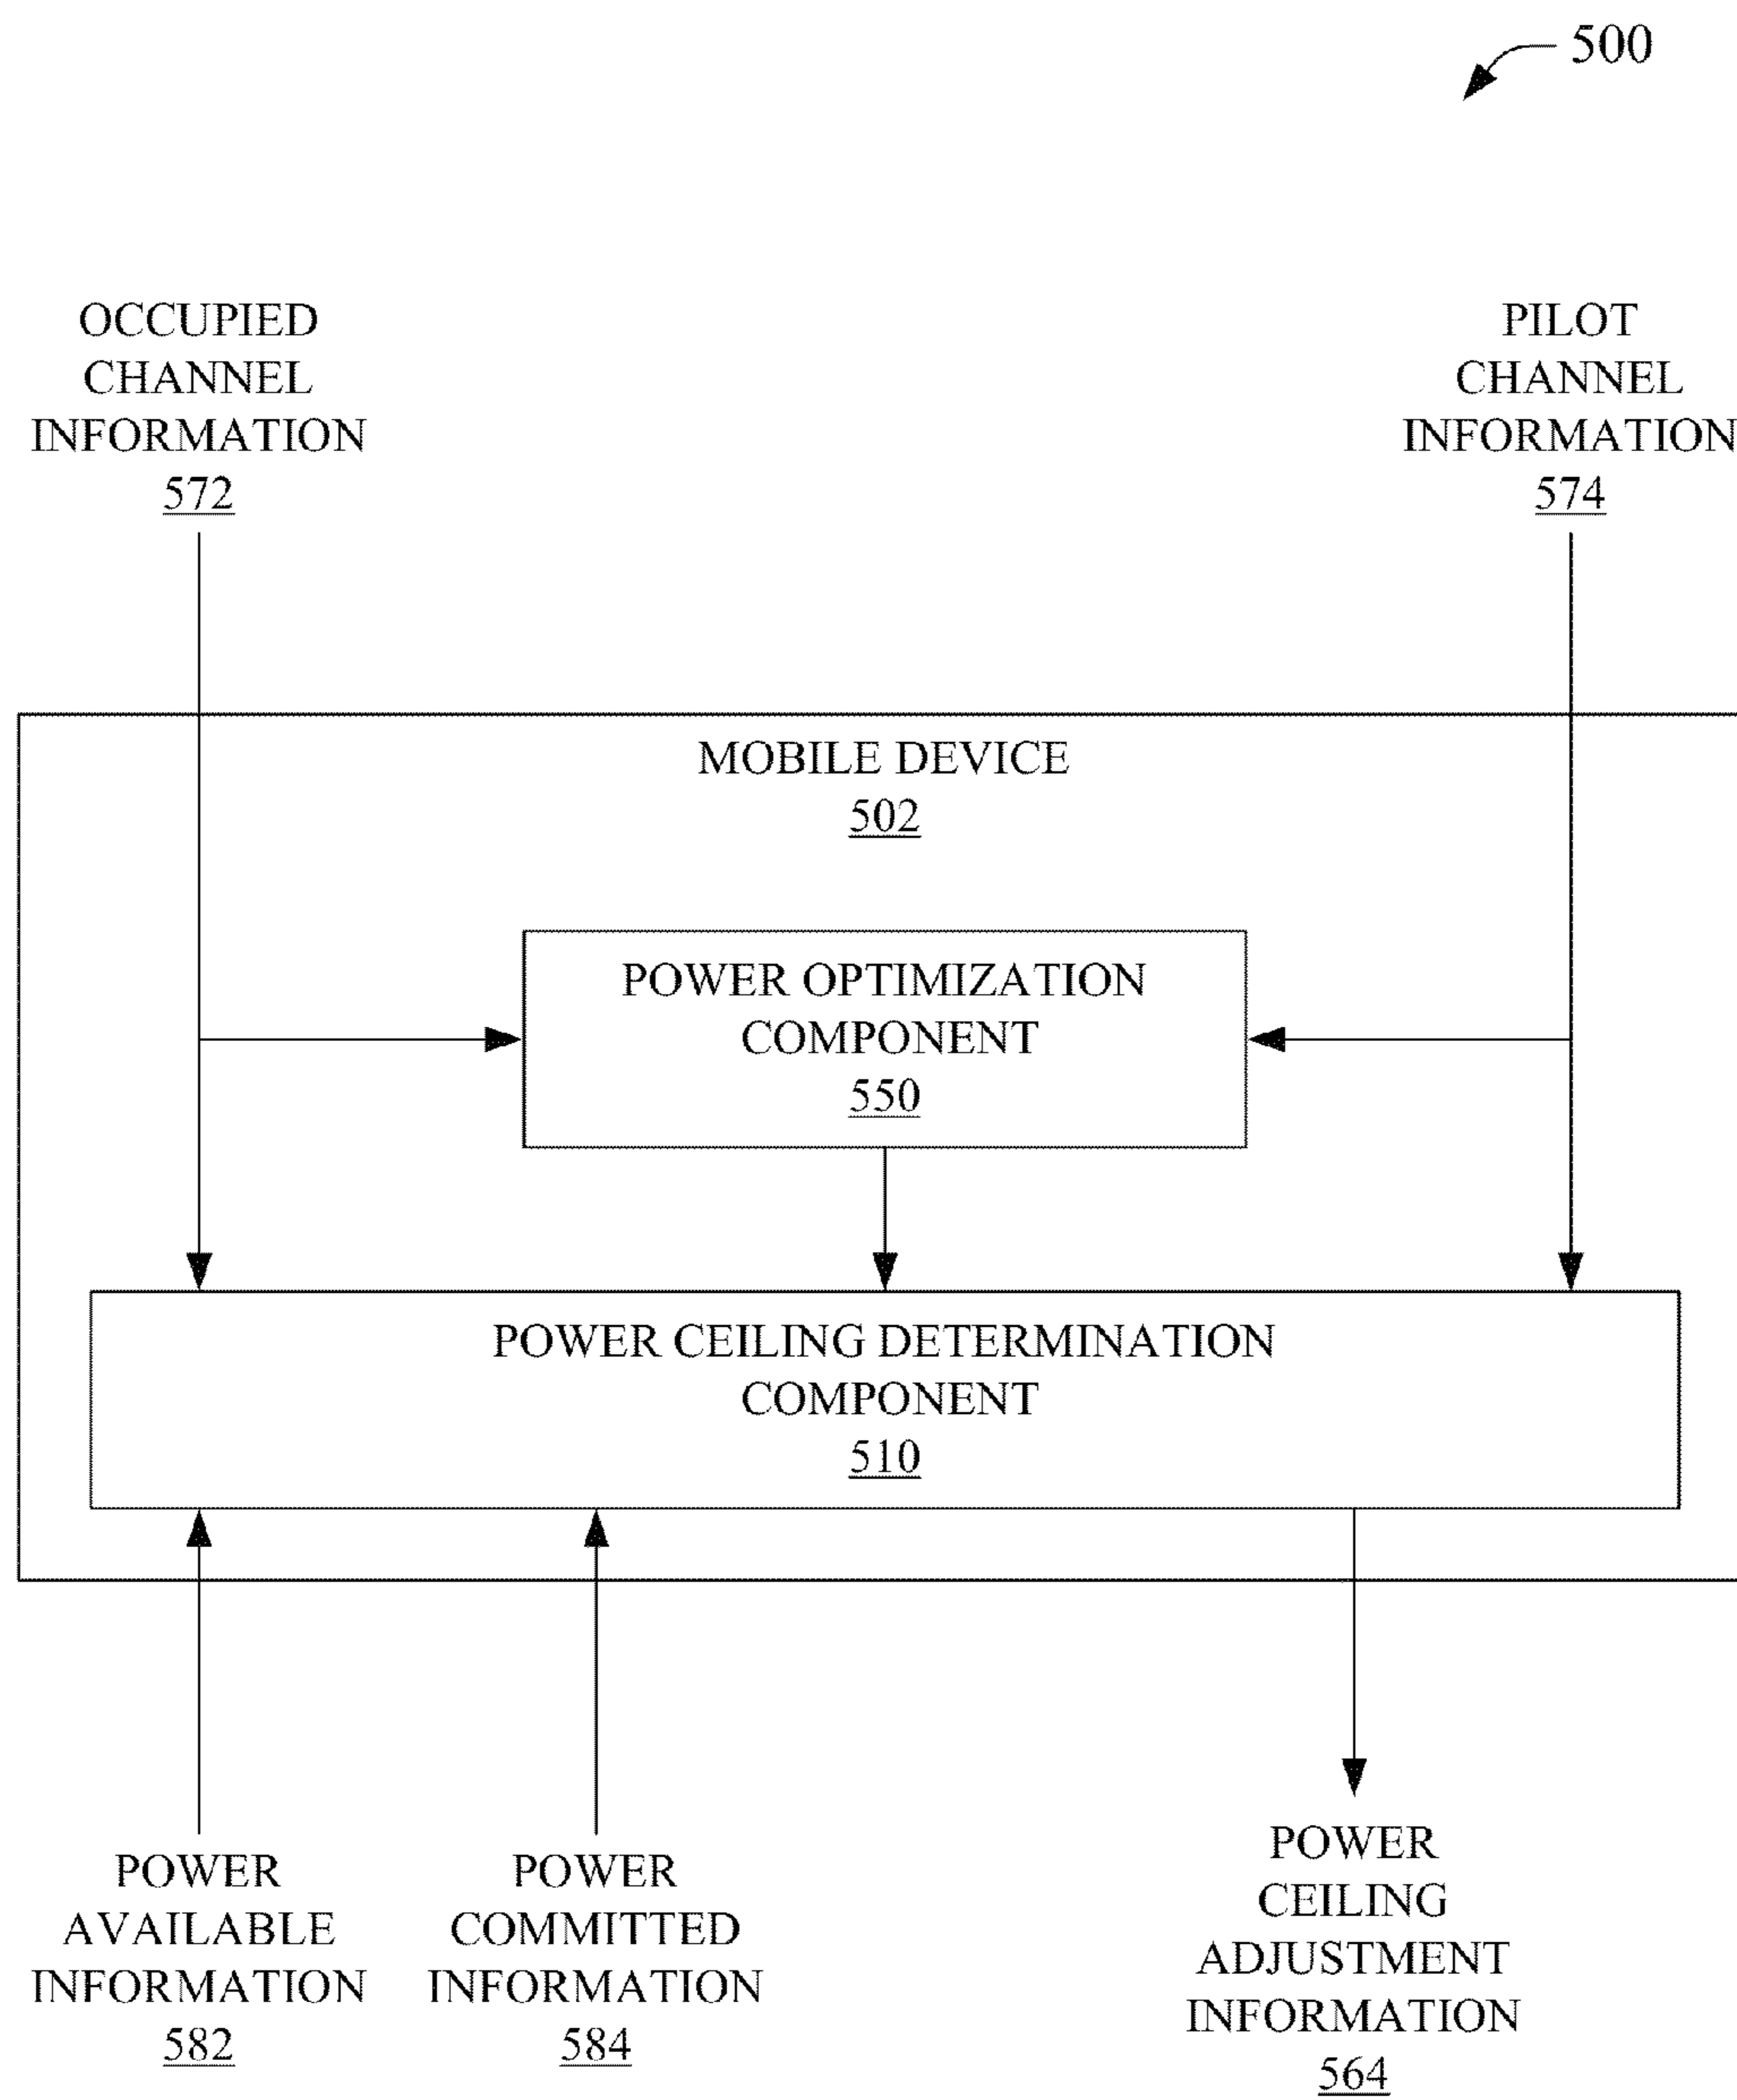 500
OCCUPIED
CHANNEL
INFORMATION
572
PILOT
CHANNEL
INFORMATION
574
MOBILE DEVICE
502
POWER OPTIMIZATION
COMPONENT
550
POWER CEILING DETERMINATION
COMPONENT
510
POWER
AVAILABLE
INFORMATION
582
POWER
COMMITTED
INFORMATION
584
POWER
CEILING
ADJUSTMENT
INFORMATION
564